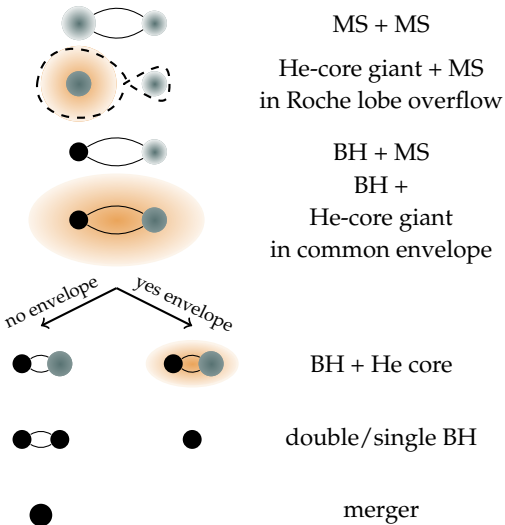 MS + MS
He-core giant + MS
in Roche lobe overflow
BH + MS
BH +
He-core giant
in common envelope
no envelope
yes envelope
BH + He core
double/single BH
merger